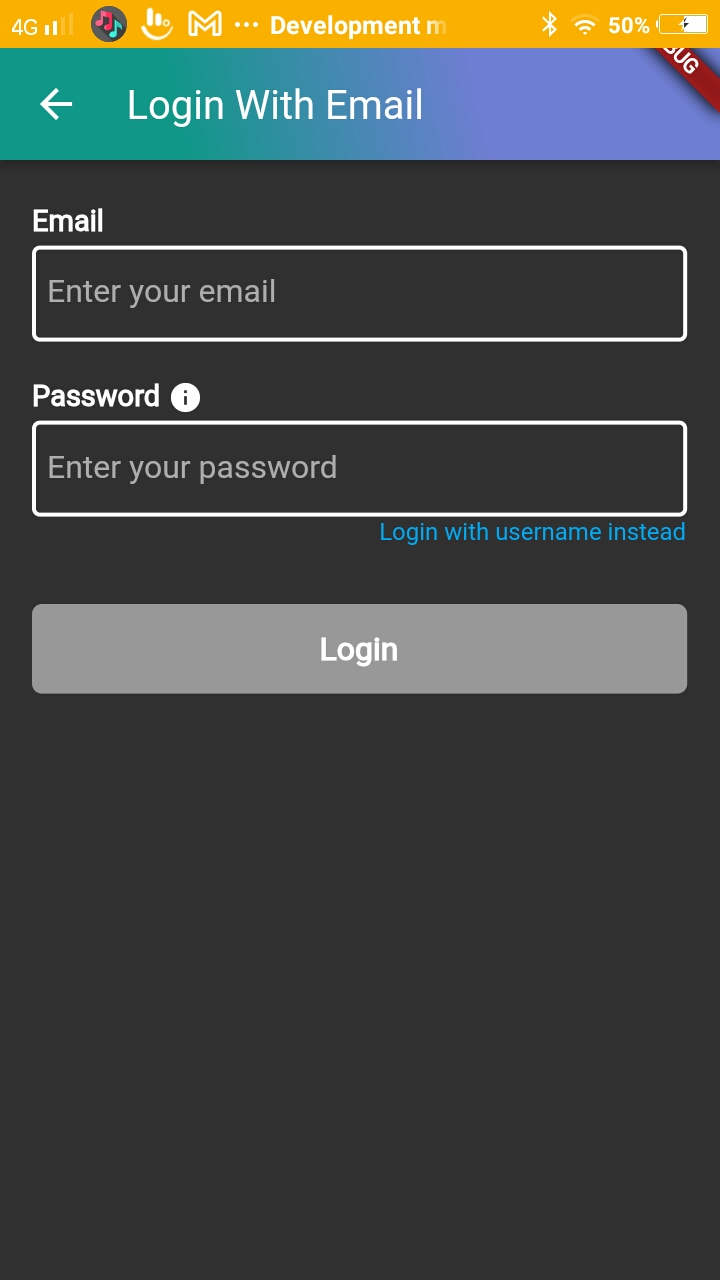 4G ... Development m 50%
Login With Email
Email
Enter your email
Password
Enter your password
Login with username instead
Login